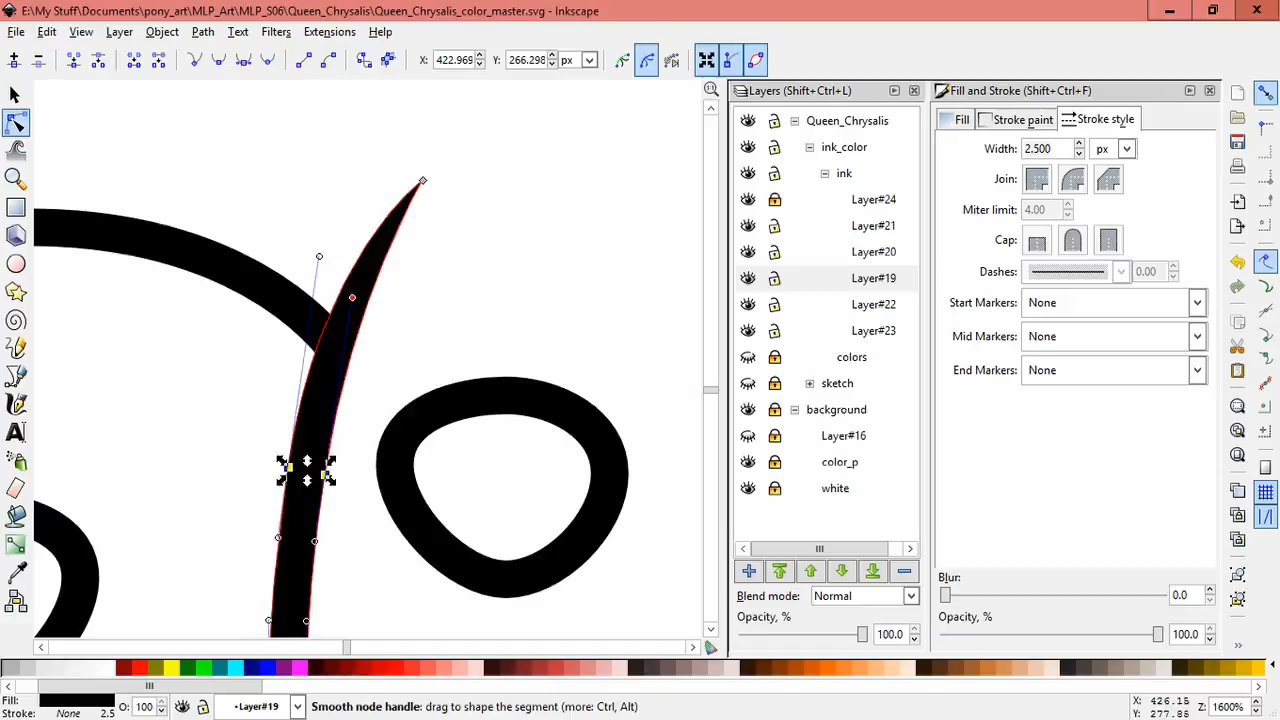 E:\My Stuff\Documents\pony_art\MLP_Art\MLP_S06\Queen_Chrysalis\Queen_Chrysalis_color_master.svg - Inkscape
File Edit View Layer Object Path Text Filters Extensions Help
X: 422.969 Y: 266.298 px
Layers (Shift+Ctrl+L)
Queen_Chrysalis
ink_color
ink
Layer#24
Layer#21
Layer#20
Layer#19
Layer#22
Layer#23
colors
sketch
background
Layer#16
color_p
white
Blend mode: Normal
Opacity, %
100.0
Fill and Stroke (Shift+Ctrl+F)
Fill Stroke paint Stroke style
Width: 2.500 px
Join:
Miter limit: 4.00
Cap:
Dashes: 0.00
Start Markers: None
Mid Markers: None
End Markers: None
Blur:
0.0
Opacity, %
100.0
Fill:
Stroke: None 2.5
O: 100
•Layer#19
Smooth node handle: drag to shape the segment (more: Ctrl, Alt)
X: 426.15
Y: 277.85
Z: 1600%